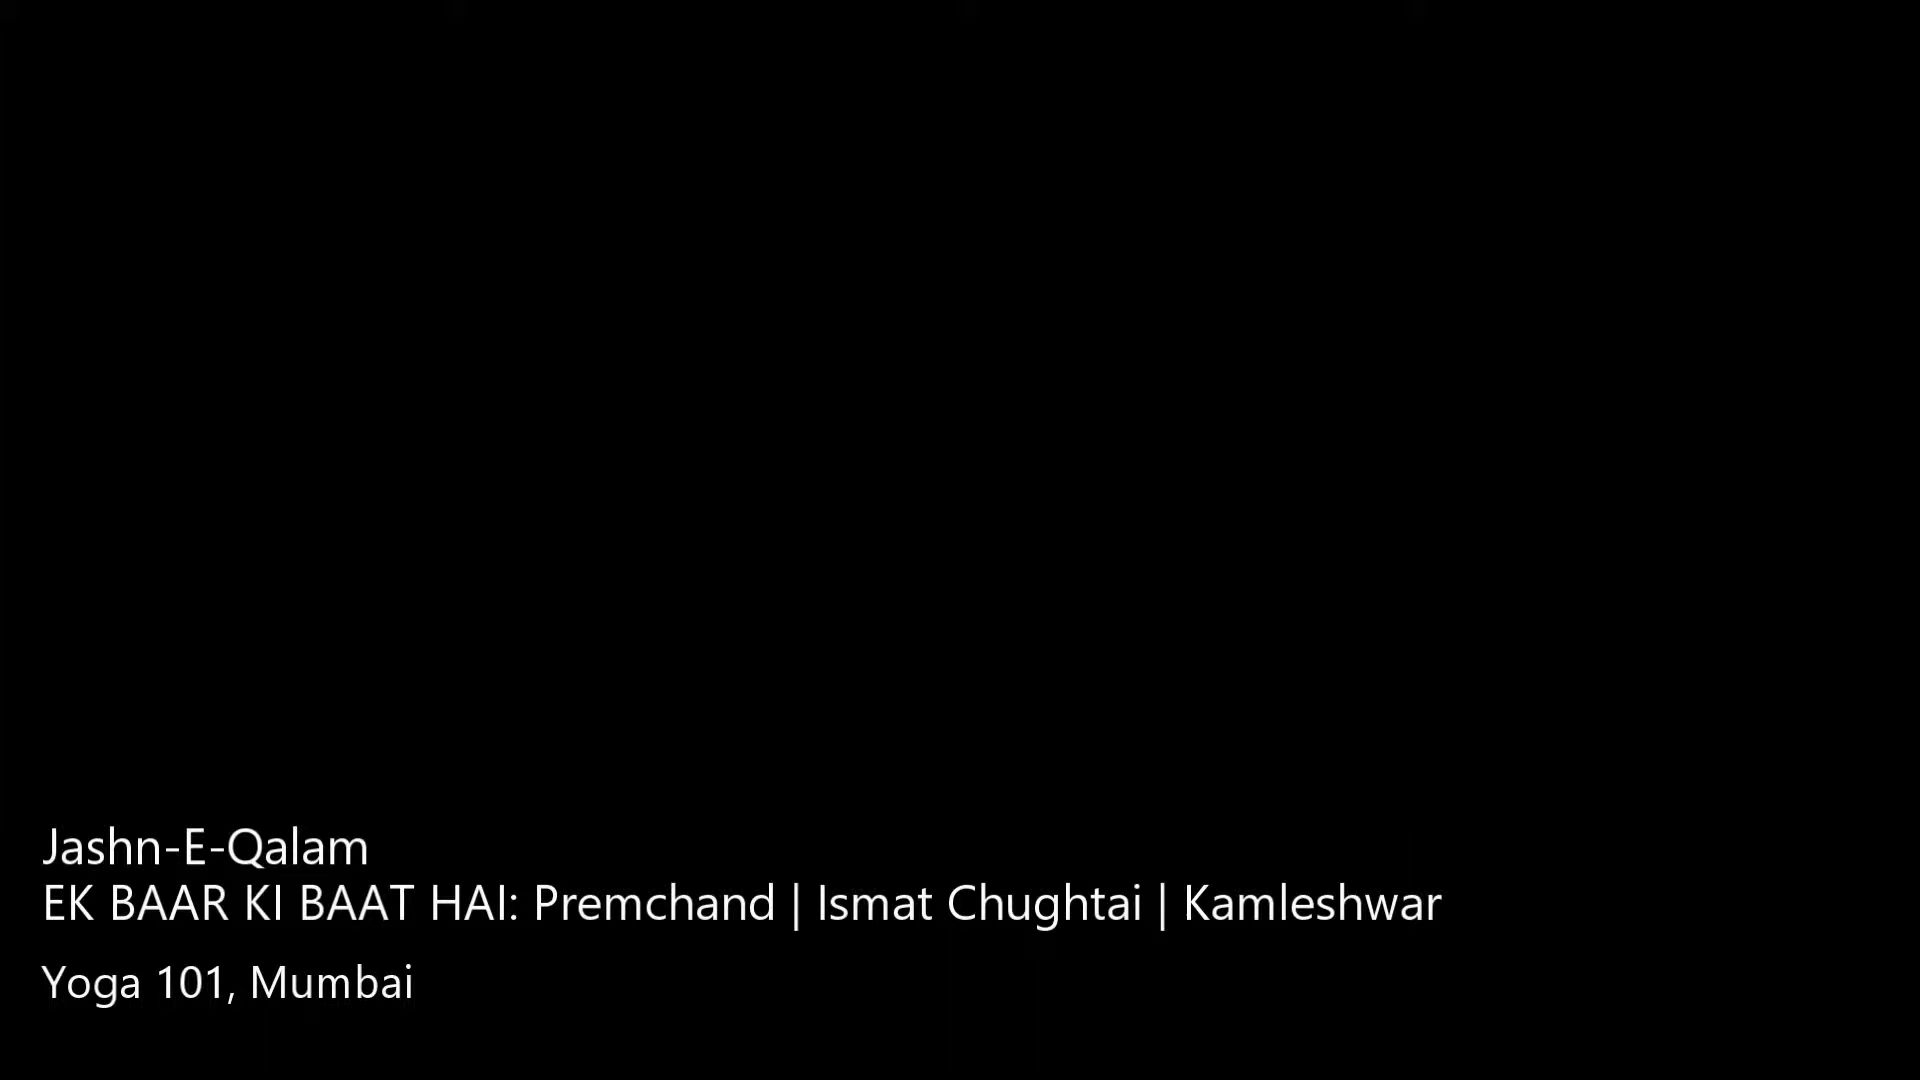 Jashn-E-Qalam
EK BAAR KI BAAT HAI: Premchand | Ismat Chughtai | Kamleshwar
Yoga 101, Mumbai